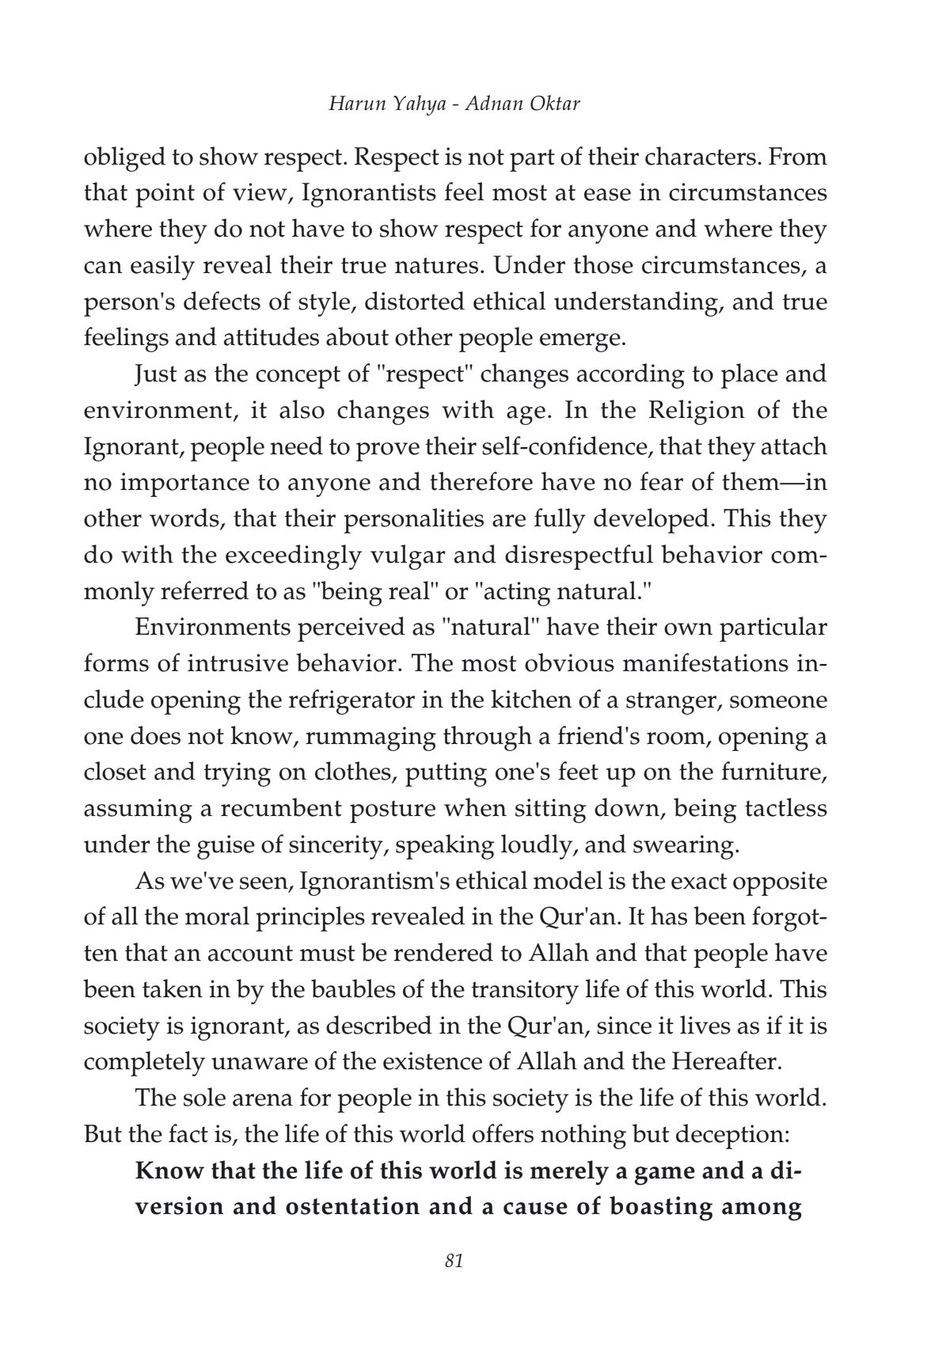 Harun Yahya - Adnan Oktar
obliged to show respect. Respect is not part of their characters. From
that point of view, Ignorantists feel most at ease in circumstances
where they do not have to show respect for anyone and where they
can easily reveal their true natures. Under those circumstances, a
person's defects of style, distorted ethical understanding, and true
feelings and attitudes about other people emerge.
Just as the concept of "respect" changes according to place and
environment, it also changes with age. In the Religion of the
Ignorant, people need to prove their self-confidence, that they attach
no importance to anyone and therefore have no fear of them—in
other words, that their personalities are fully developed. This they
do with the exceedingly vulgar and disrespectful behavior com-
monly referred to as "being real" or "acting natural."
Environments perceived as "natural" have their own particular
forms of intrusive behavior. The most obvious manifestations in-
clude opening the refrigerator in the kitchen of a stranger, someone
one does not know, rummaging through a friend's room, opening a
closet and trying on clothes, putting one's feet up on the furniture,
assuming a recumbent posture when sitting down, being tactless
under the guise of sincerity, speaking loudly, and swearing.
As we've seen, Ignorantism's ethical model is the exact opposite
of all the moral principles revealed in the Qur'an. It has been forgot-
ten that an account must be rendered to Allah and that people have
been taken in by the baubles of the transitory life of this world. This
society is ignorant, as described in the Qur'an, since it lives as if it is
completely unaware of the existence of Allah and the Hereafter.
The sole arena for people in this society is the life of this world.
But the fact is, the life of this world offers nothing but deception:
Know that the life of this world is merely a game and a di-
version and ostentation and a cause of boasting among
81